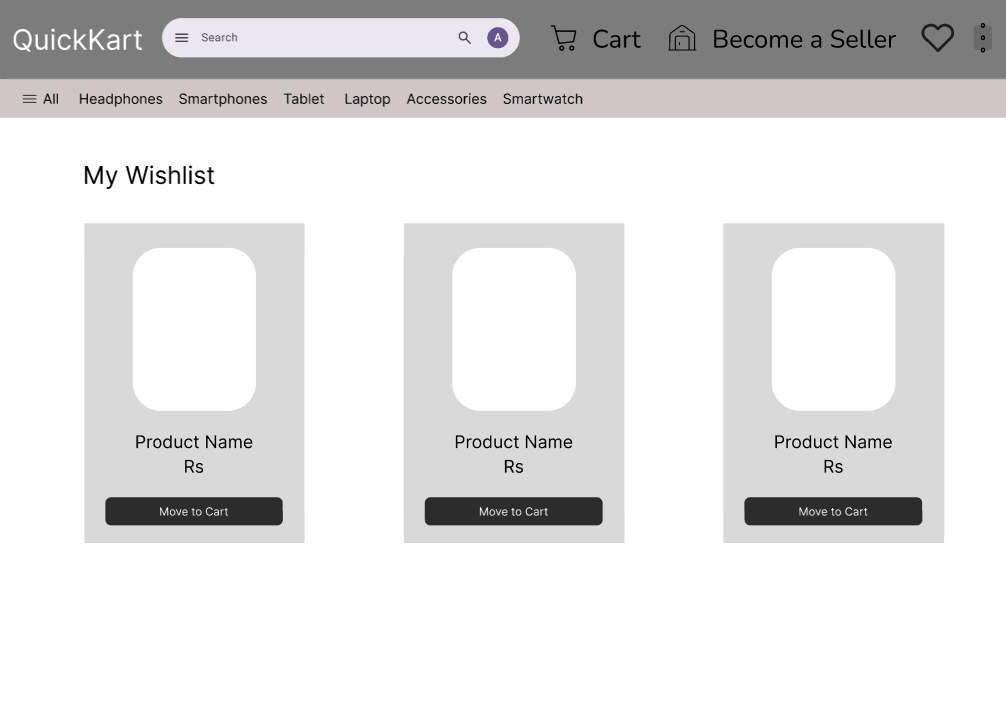 QuickKart Search A Cart Become a Seller
All Headphones Smartphones Tablet Laptop Accessories Smartwatch
My Wishlist
Product Name
Rs
Move to Cart
Product Name
Rs
Move to Cart
Product Name
Rs
Move to Cart